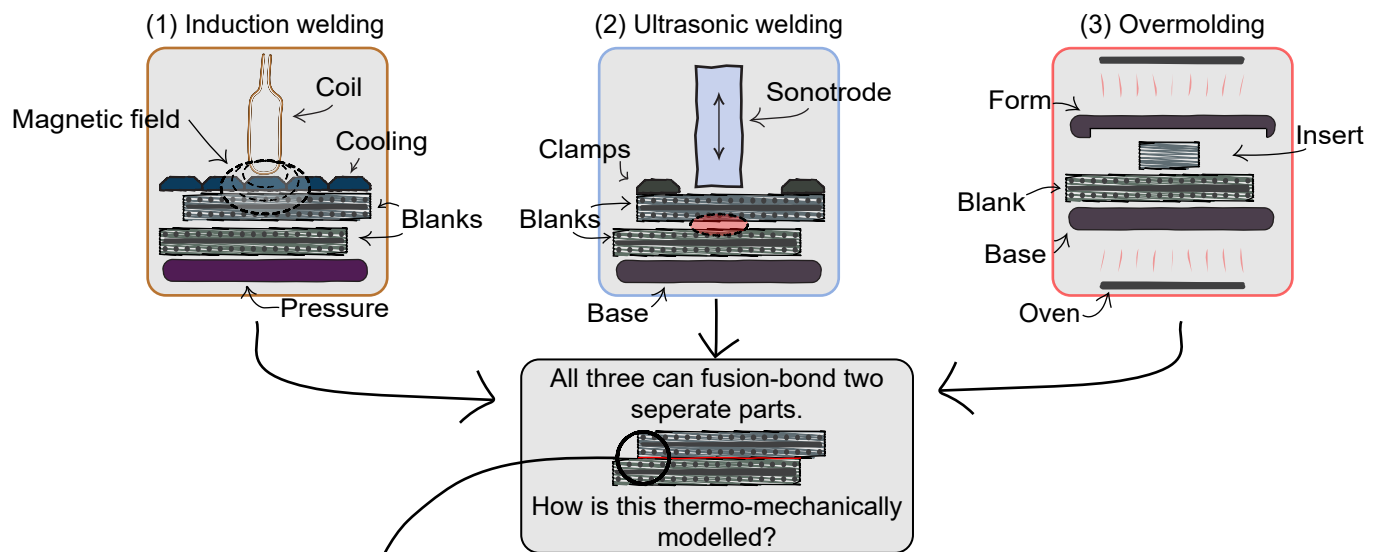 (1) Induction welding
Coil
Magnetic field
Cooling
Blanks
Pressure
(2) Ultrasonic welding
Sonotrode
Clamps
Blanks
Base
(3) Overmolding
Form
Insert
Blank
Base
Oven
All three can fusion-bond two
seperate parts.
How is this thermo-mechanically
modelled?